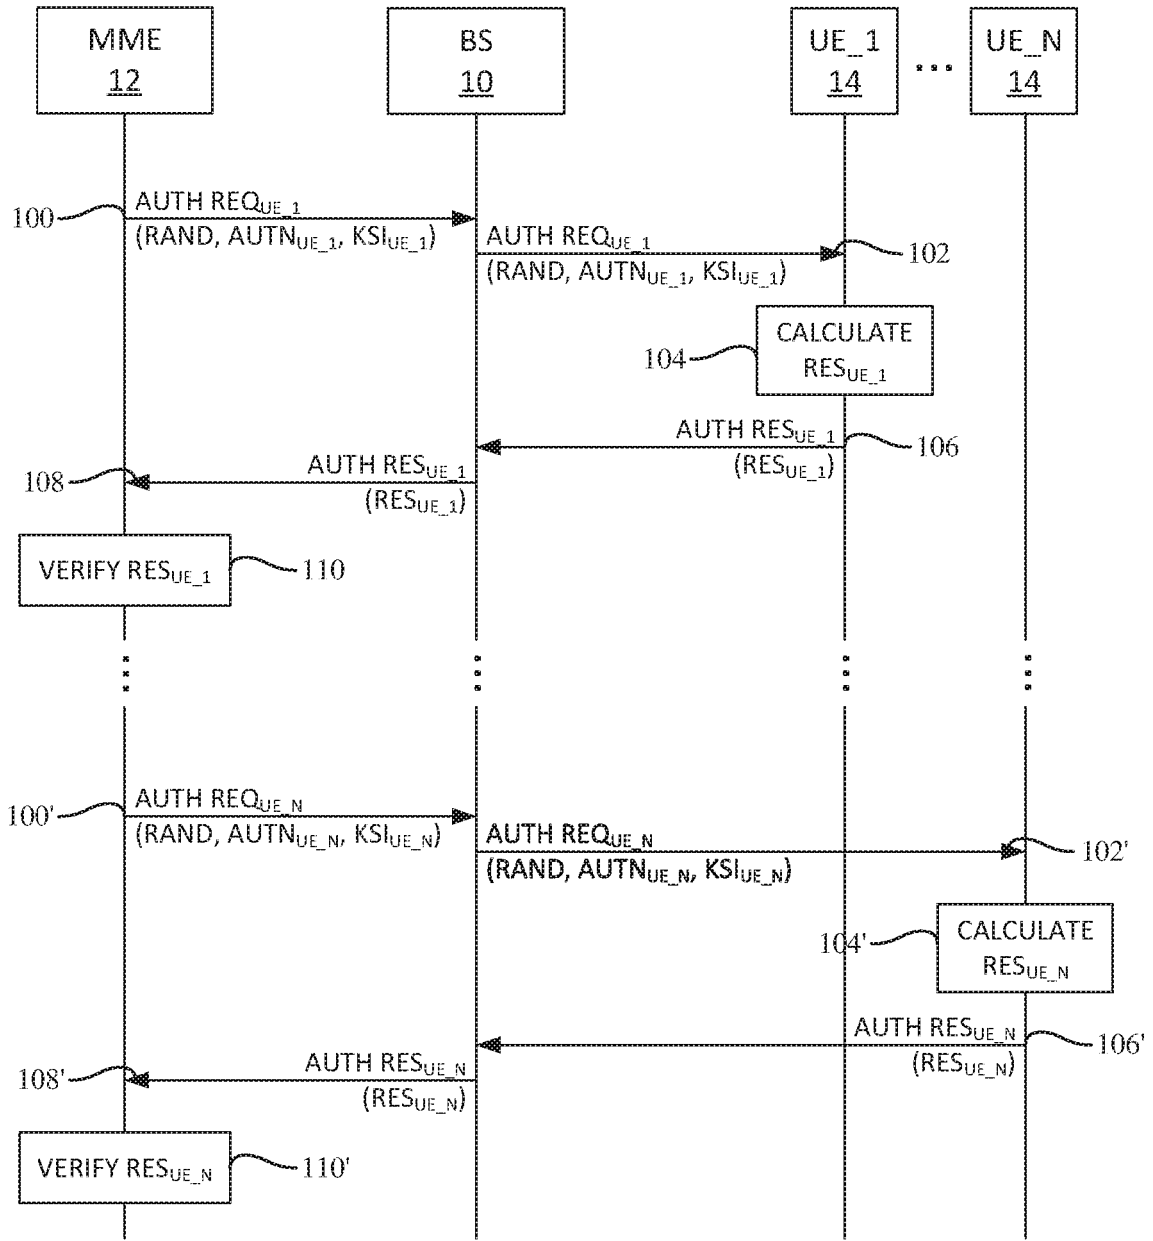 MME
12
BS
10
UE_1
14
...
UE_N
14
100
AUTH REQUE_1
(RAND, AUTNUE_1, KSIUE_1)
AUTH REQUE_1
(RAND, AUTNUE_1, KSIUE_1)
102
104
CALCULATE
RESUE_1
AUTH RESUE_1
(RESUE_1)
106
108
AUTH RESUE_1
(RESUE_1)
VERIFY RESUE_1
110
100'
AUTH REQUE_N
(RAND, AUTNUE_N, KSIUE_N)
AUTH REQUE_N
(RAND, AUTNUE_N, KSIUE_N)
102'
104'
CALCULATE
RESUE_N
AUTH RESUE_N
(RESUE_N)
106'
108'
AUTH RESUE_N
(RESUE_N)
VERIFY RESUE_N
110'